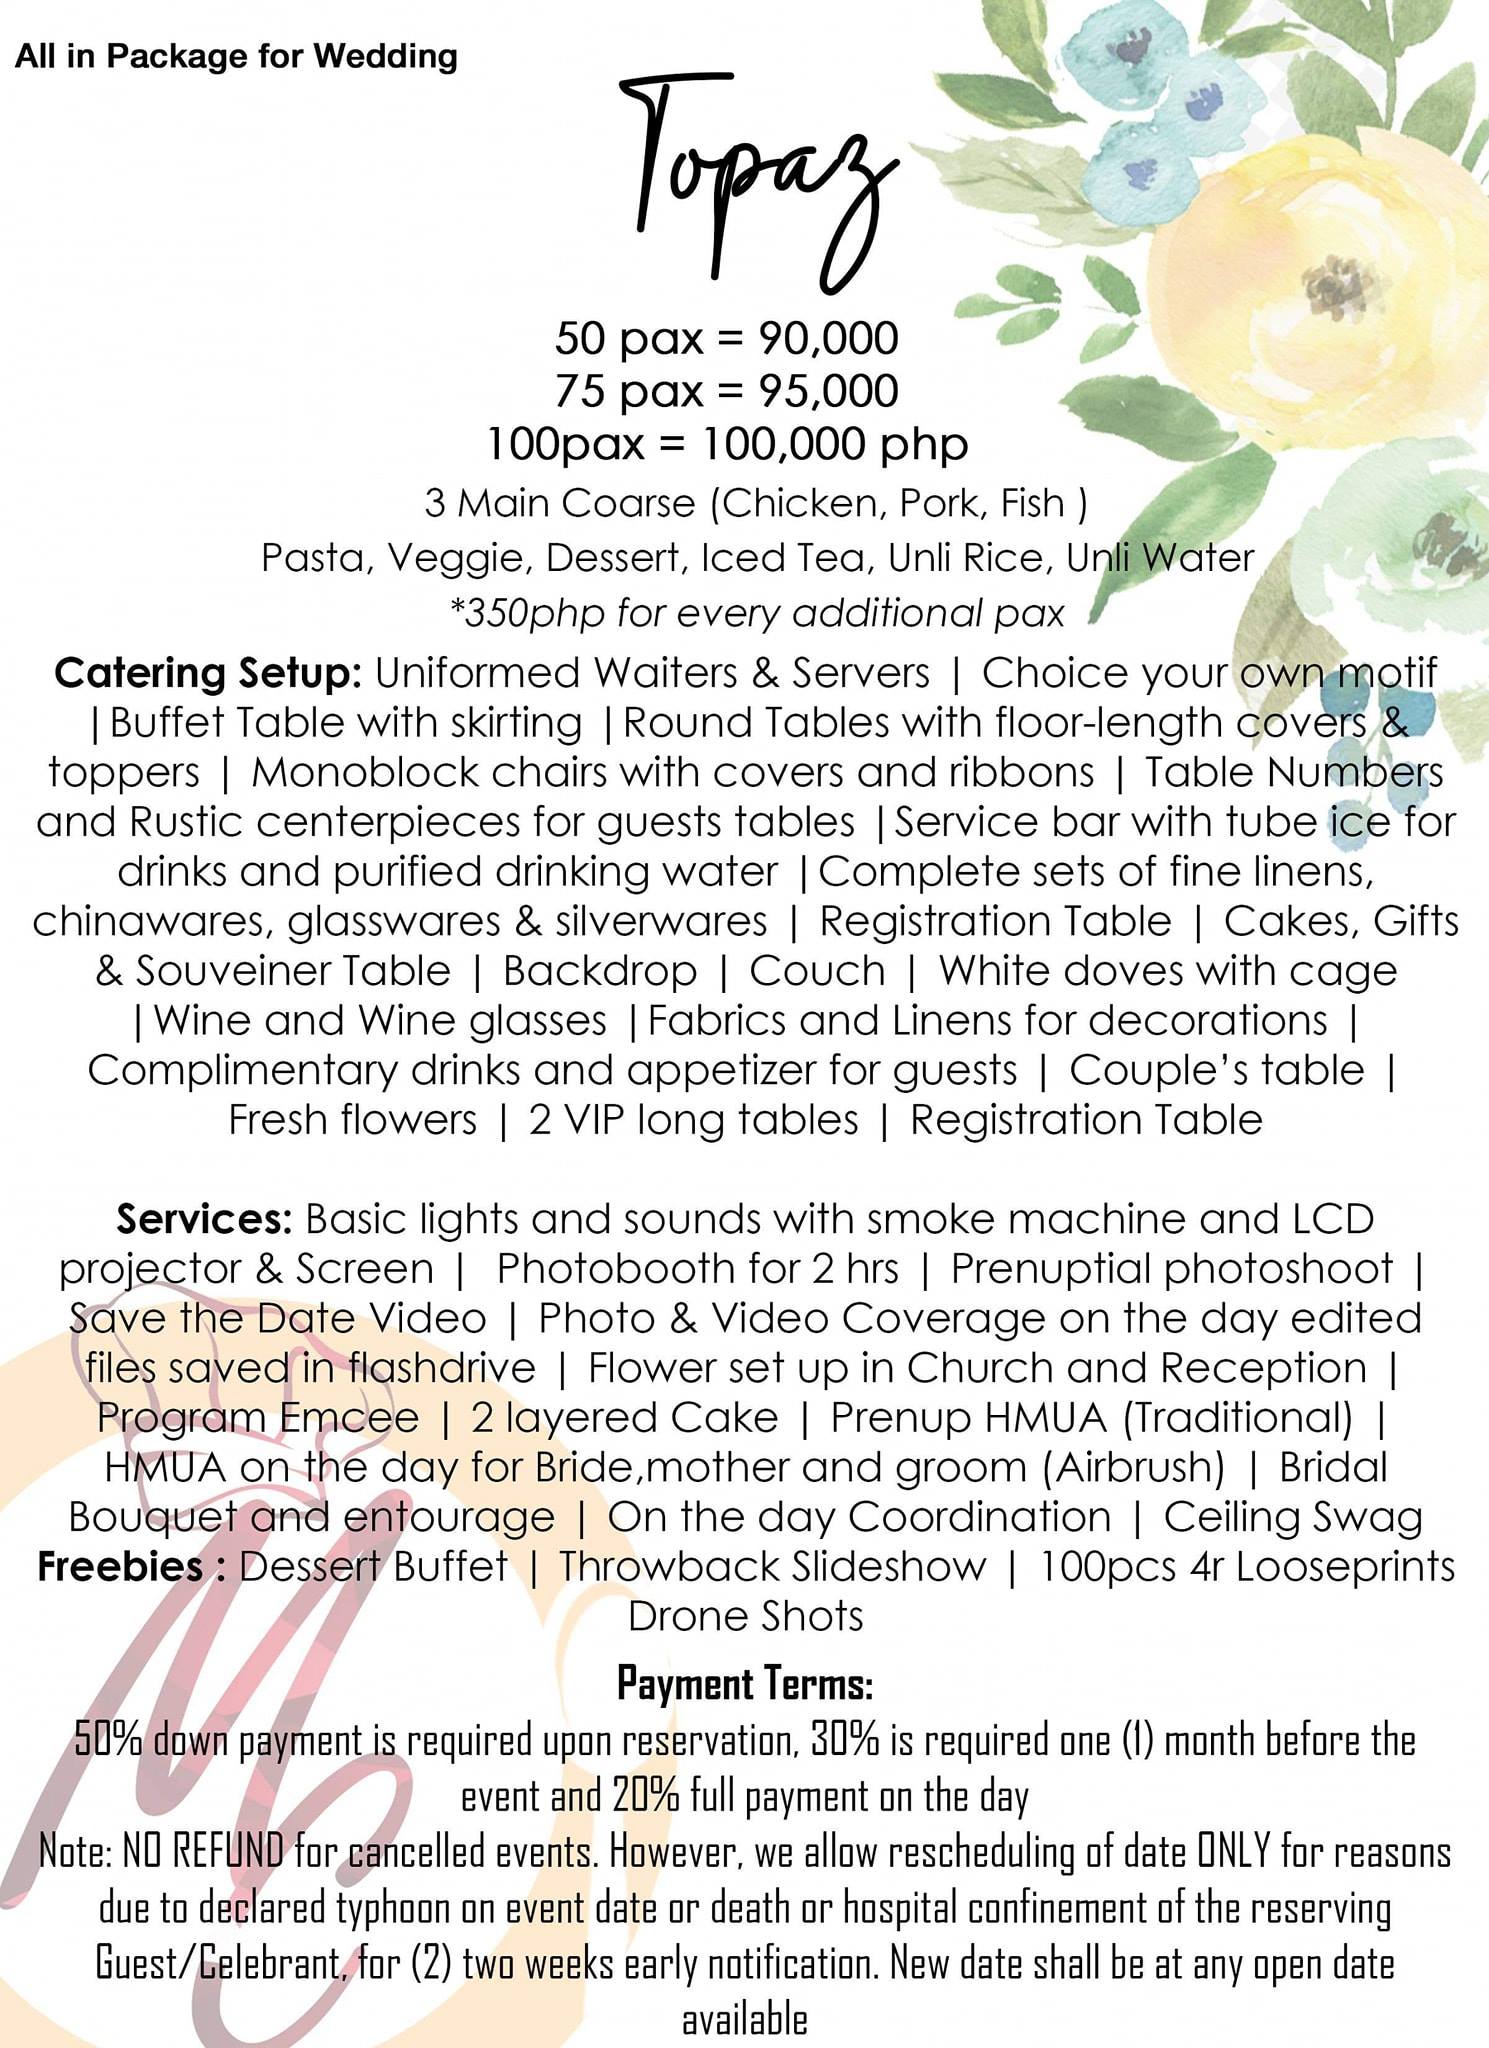 All in Package for Wedding
Topaz
50 pax = 90,000
75 pax = 95,000
100pax = 100,000 php
3 Main Coarse (Chicken, Pork, Fish )
Pasta, Veggie, Dessert, Iced Tea, Unli Rice, Unli Water
*350php for every additional pax
Catering Setup: Uniformed Waiters & Servers | Choice your own motif
|Buffet Table with skirting |Round Tables with floor-length covers &
toppers | Monoblock chairs with covers and ribbons | Table Numbers
and Rustic centerpieces for guests tables |Service bar with tube ice for
drinks and purified drinking water |Complete sets of fine linens,
chinawares, glasswares & silverwares | Registration Table | Cakes, Gifts
& Souveiner Table | Backdrop | Couch | White doves with cage
|Wine and Wine glasses |Fabrics and Linens for decorations |
Complimentary drinks and appetizer for guests | Couple’s table |
Fresh flowers | 2 VIP long tables | Registration Table
Services: Basic lights and sounds with smoke machine and LCD
projector & Screen | Photobooth for 2 hrs | Prenuptial photoshoot |
Save the Date Video | Photo & Video Coverage on the day edited
files saved in flashdrive | Flower set up in Church and Reception |
Program Emcee | 2 layered Cake | Prenup HMUA (Traditional) |
HMUA on the day for Bride,mother and groom (Airbrush) | Bridal
Bouquet and entourage | On the day Coordination | Ceiling Swag
Freebies : Dessert Buffet | Throwback Slideshow | 100pcs 4r Looseprints
Drone Shots
Payment Terms:
50% down payment is required upon reservation, 30% is required one (1) month before the
event and 20% full payment on the day
Note: NO REFUND for cancelled events. However, we allow rescheduling of date ONLY for reasons
due to declared typhoon on event date or death or hospital confinement of the reserving
Guest/Celebrant, for (2) two weeks early notification. New date shall be at any open date
available